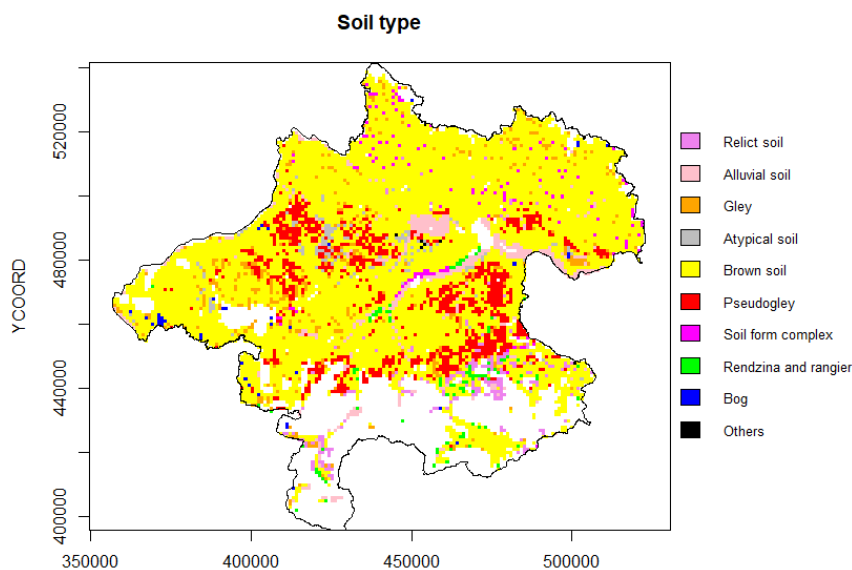 Soil type
520000
480000
440000
400000
YCOORD
350000
400000
450000
500000
Relict soil
Alluvial soil
Gley
Atypical soil
Brown soil
Pseudogley
Soil form complex
Rendzina and rangier
Bog
Others